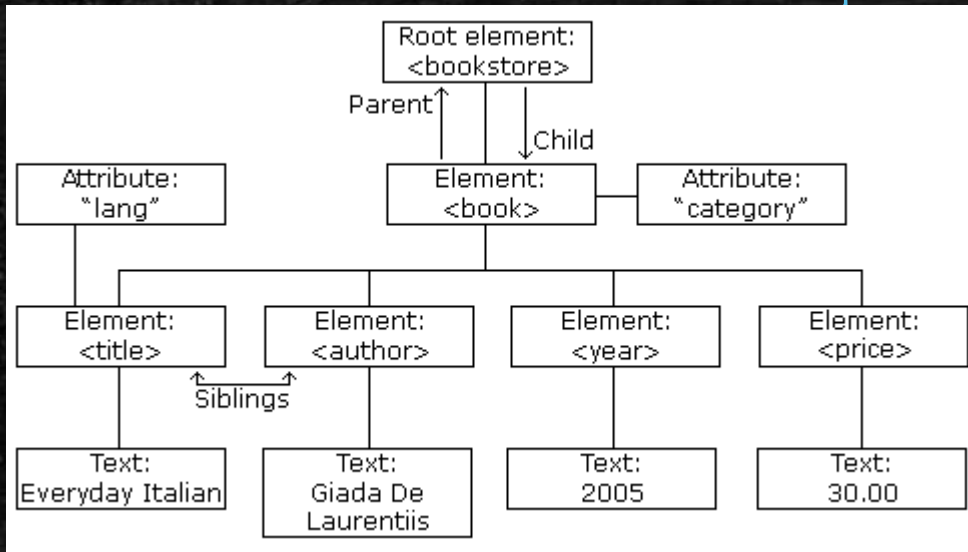 Root element:
<bookstore>
Parent
Child
Attribute:
“lang”
Element:
<book>
Attribute:
“category”
Element:
<title>
Element:
<author>
Element:
<year>
Element:
<price>
Siblings
Text:
Everyday Italian
Text:
Giada De
Laurentiis
Text:
2005
Text:
30.00